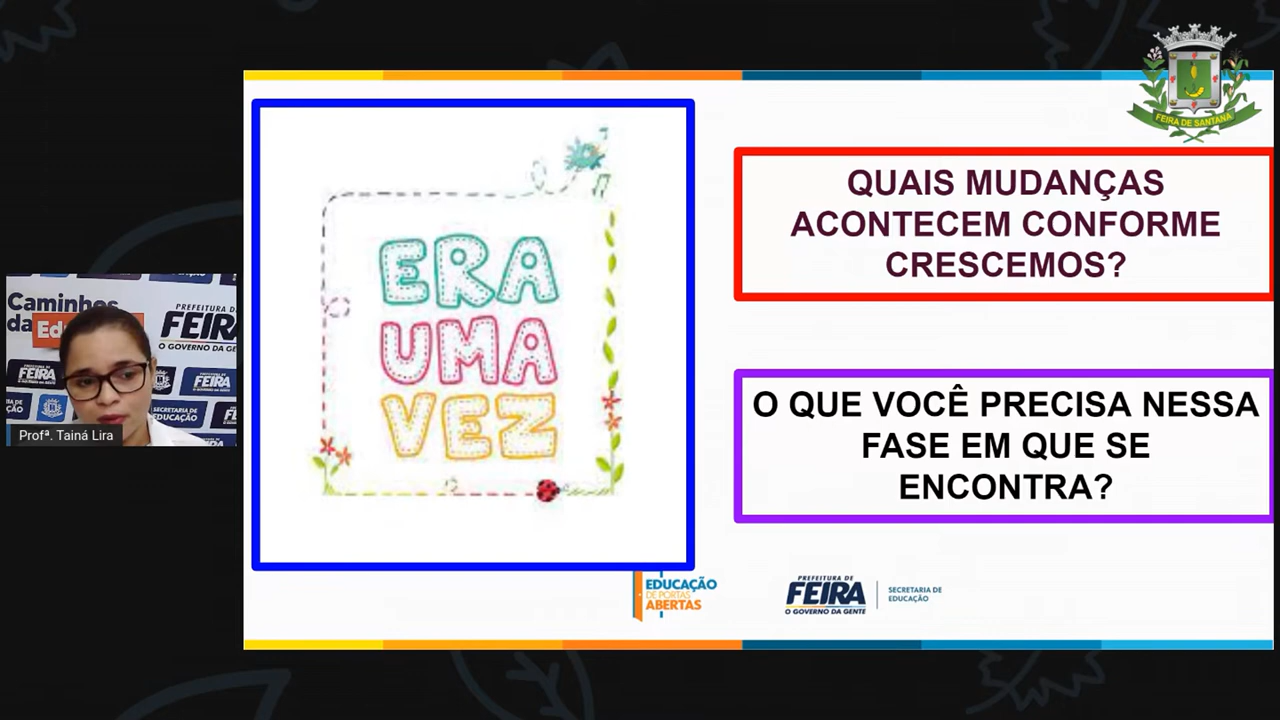 FEIRA DE SANTANA
ERA
UMA
VEZ
QUAIS MUDANÇAS
ACONTECEM CONFORME
CRESCEMOS?
O QUE VOCÊ PRECISA NESSA
FASE EM QUE SE
ENCONTRA?
Caminhos
da Ed
PREFEITURA DE
FEIRA
O GOVERNO DA GENTE
FEIRA
FEIRA
SECRETARIA DE
EDUCAÇÃO
Profª. Tainá Lira
EDUCAÇÃO
DE PORTAS
ABERTAS
PREFEITURA DE
FEIRA
O GOVERNO DA GENTE
SECRETARIA DE
EDUCAÇÃO